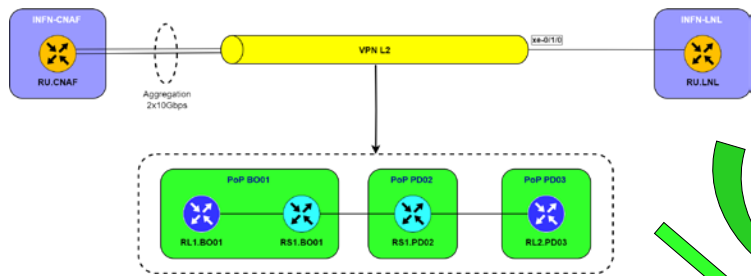 INFN-CNAF
RU.CNAF
Aggregation
2x10Gbps
VPN L2
xe-0/1/0
INFN-LNL
RU.LNL
PoP BO01
RL1.BO01
RS1.BO01
PoP PD02
RS1.PD02
PoP PD03
RL2.PD03